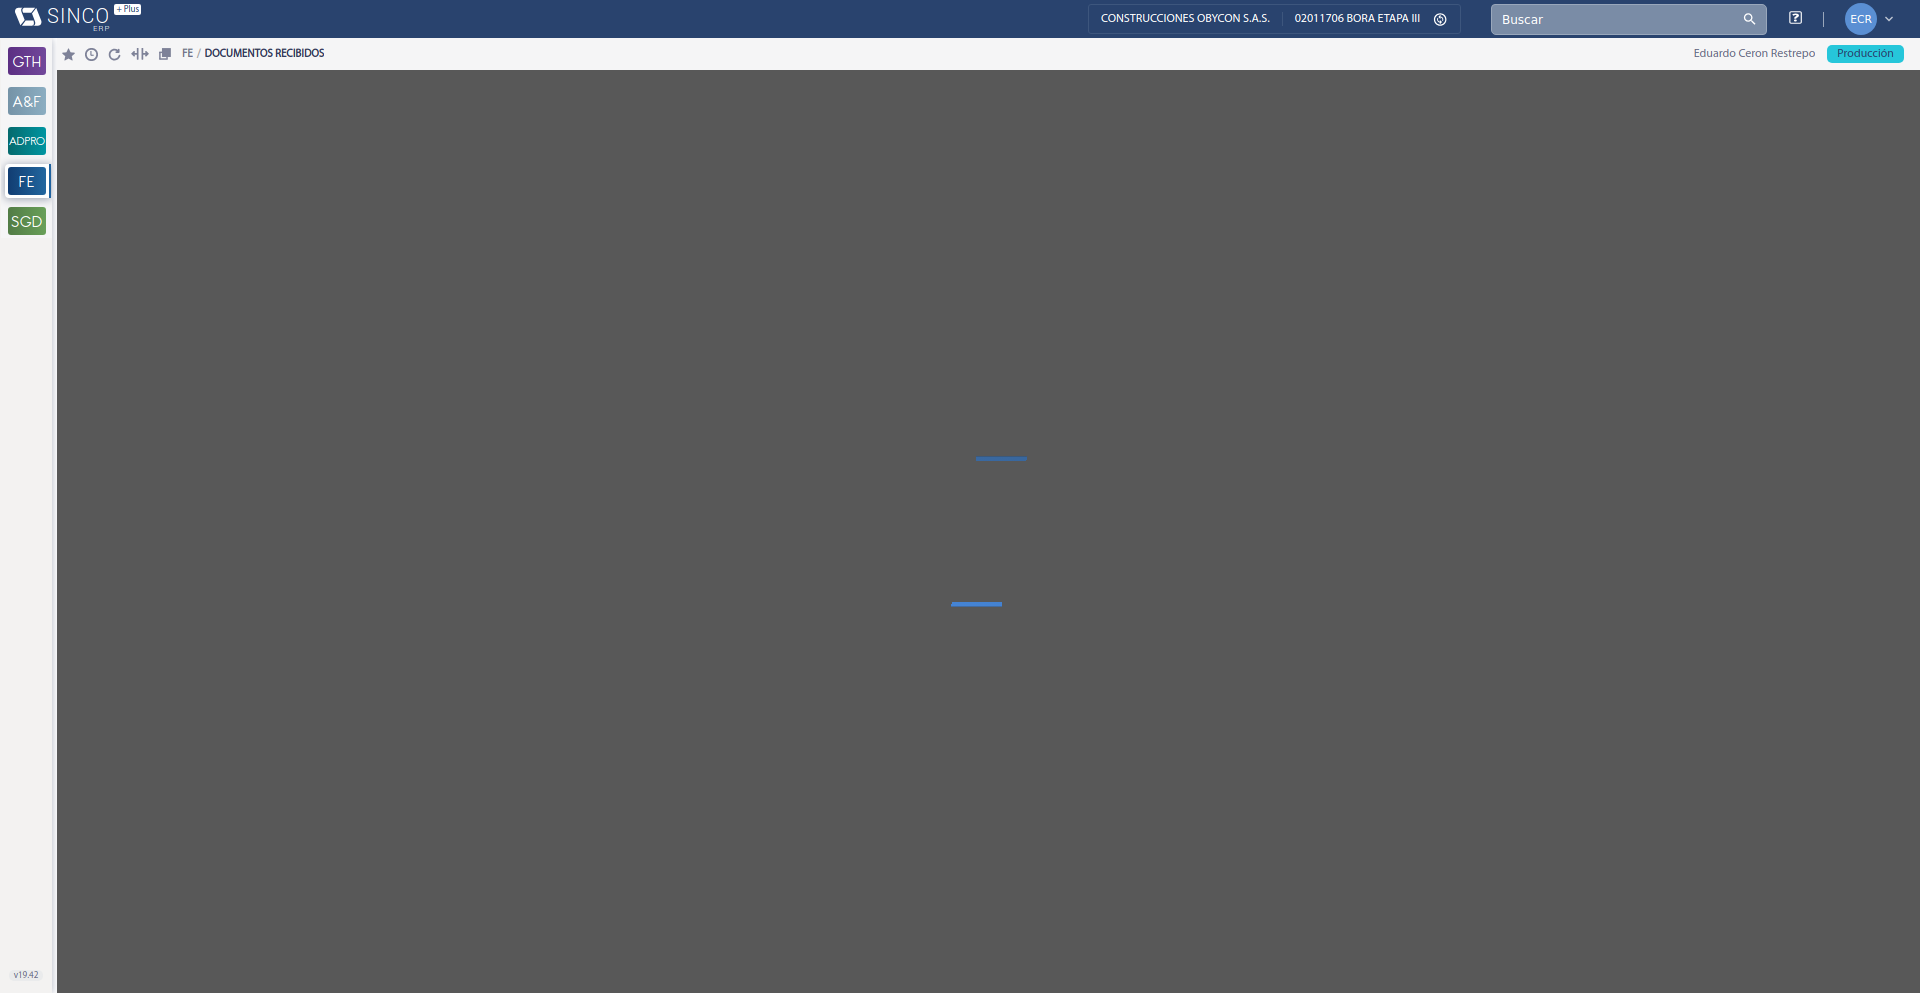 SINCO + Plus
ERP
CONSTRUCCIONES OBYCON S.A.S. 02011706 BORA ETAPA III
Buscar
ECR
FE / DOCUMENTOS RECIBIDOS
Eduardo Ceron Restrepo
Producción
GTH
A&F
ADPRO
FE
SGD
v19.42